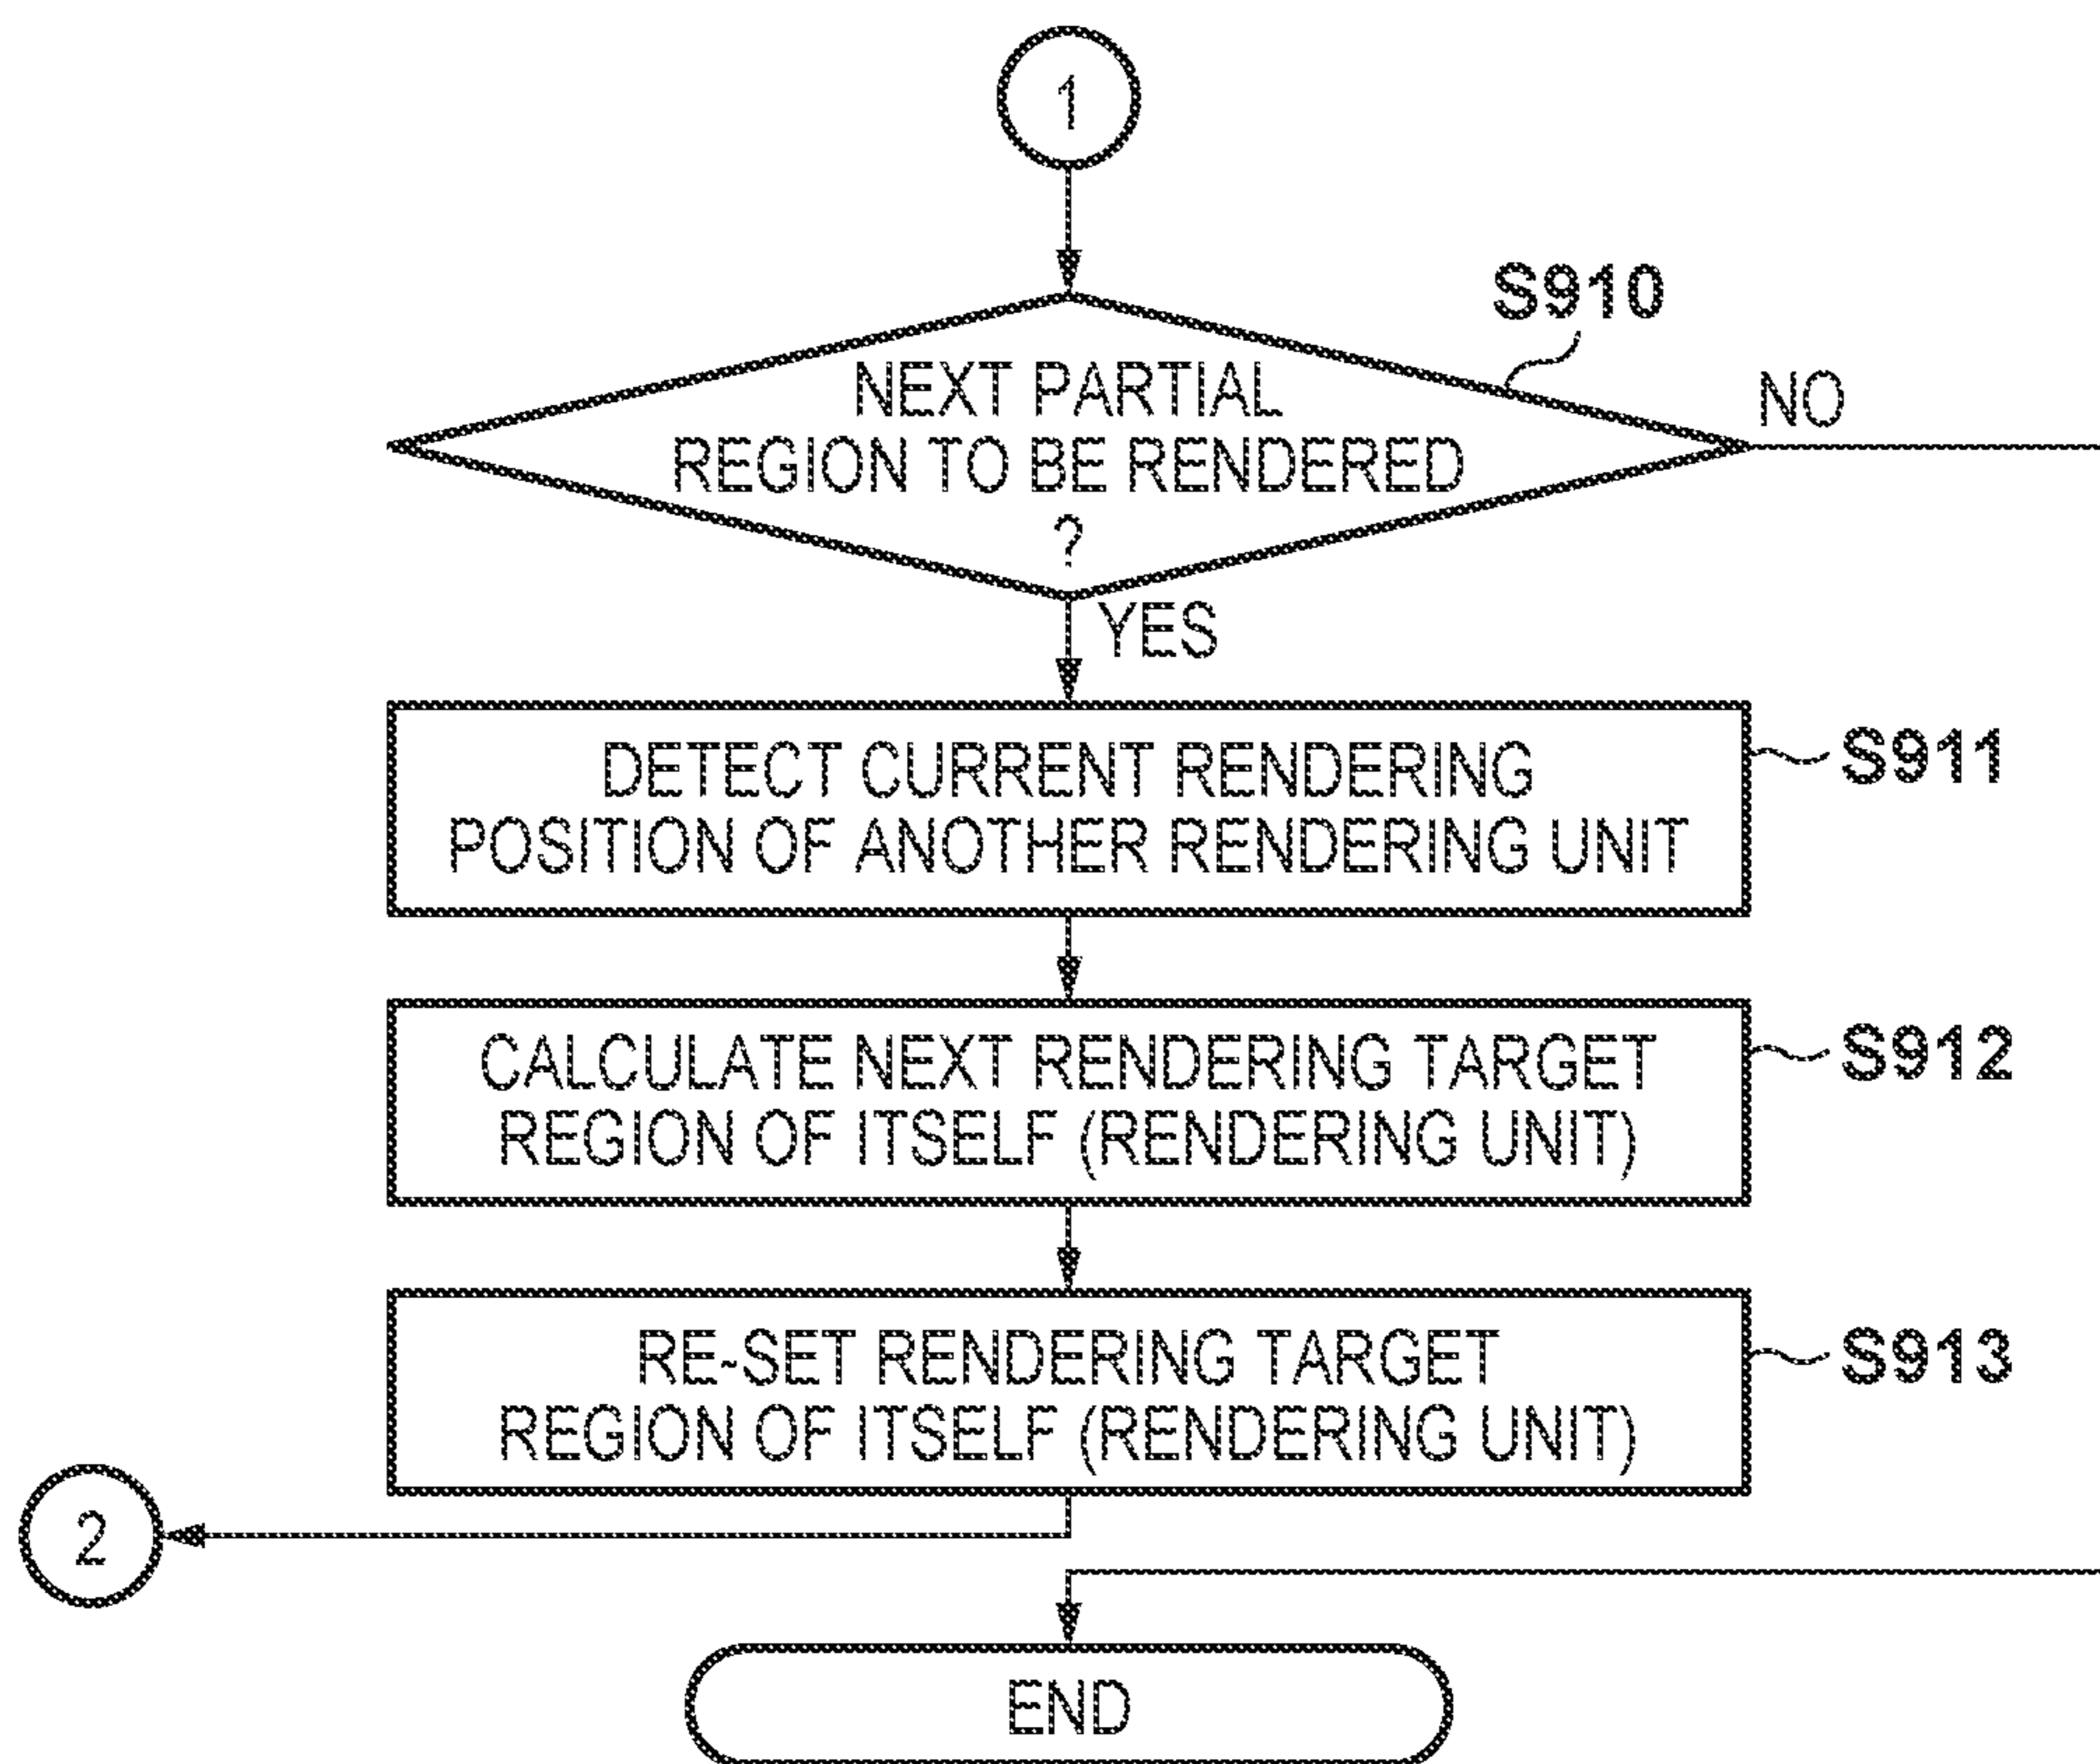 1
S910
NEXT PARTIAL
REGION TO BE RENDERED
?
NO
YES
DETECT CURRENT RENDERING
POSITION OF ANOTHER RENDERING UNIT
S911
CALCULATE NEXT RENDERING TARGET
REGION OF ITSELF (RENDERING UNIT)
S912
RE-SET RENDERING TARGET
REGION OF ITSELF (RENDERING UNIT)
S913
2
END